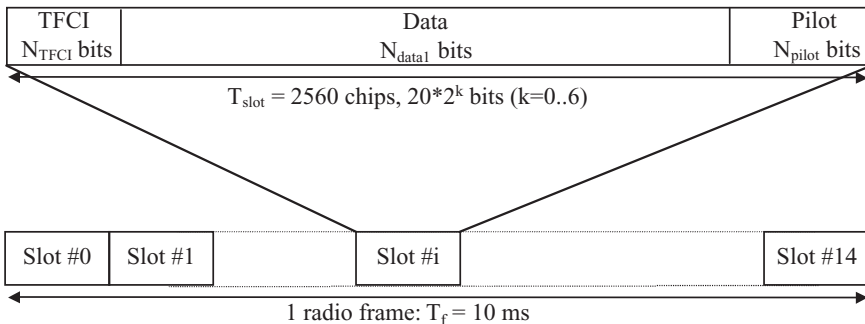 TFCI
N_TFCI bits
Data
N_data1 bits
Pilot
N_pilot bits
T_slot = 2560 chips, 20*2^k bits (k=0..6)
Slot #0
Slot #1
Slot #i
Slot #14
1 radio frame: T_f = 10 ms